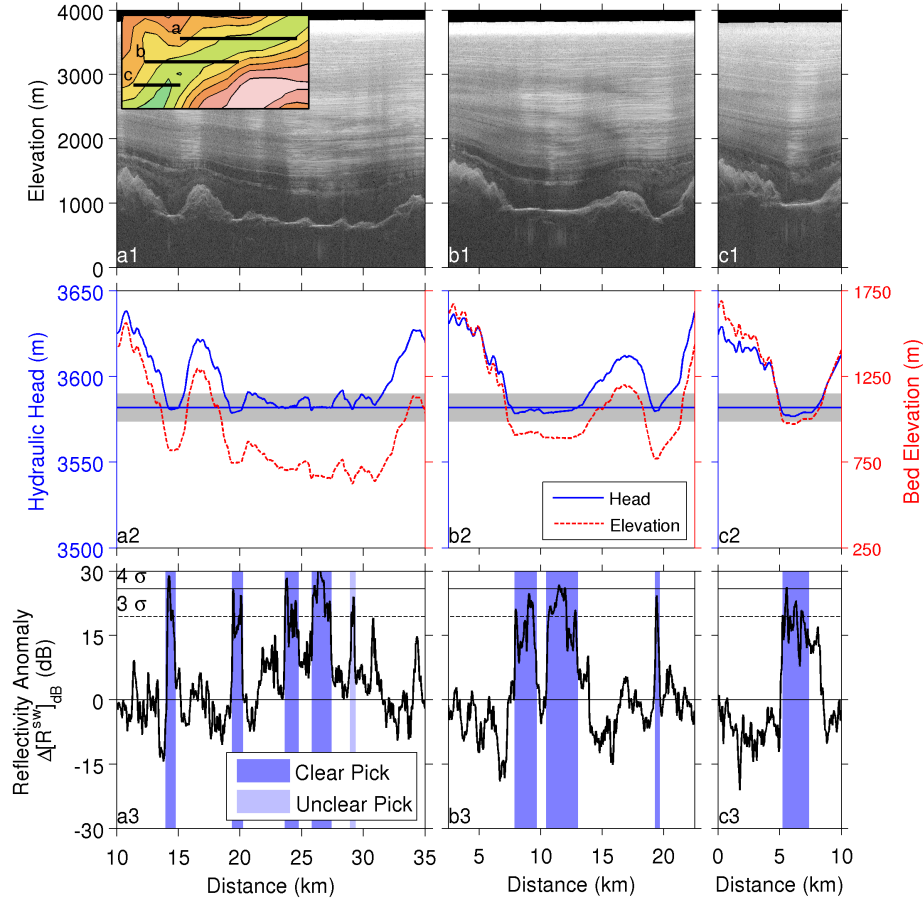 4000
3000
2000
1000
0
Elevation (m)
a
b
c
a1
b1
c1
3650
3600
3550
3500
Hydraulic Head (m)
a2
b2
c2
Head
Elevation
1750
1250
750
250
Bed Elevation (m)
30
15
0
-15
-30
Reflectivity Anomaly
Δ[R^sw]_dB (dB)
4 σ
3 σ
Clear Pick
Unclear Pick
a3
b3
c3
10 15 20 25 30 35
5 10 15 20
0 5 10
Distance (km)
Distance (km)
Distance (km)